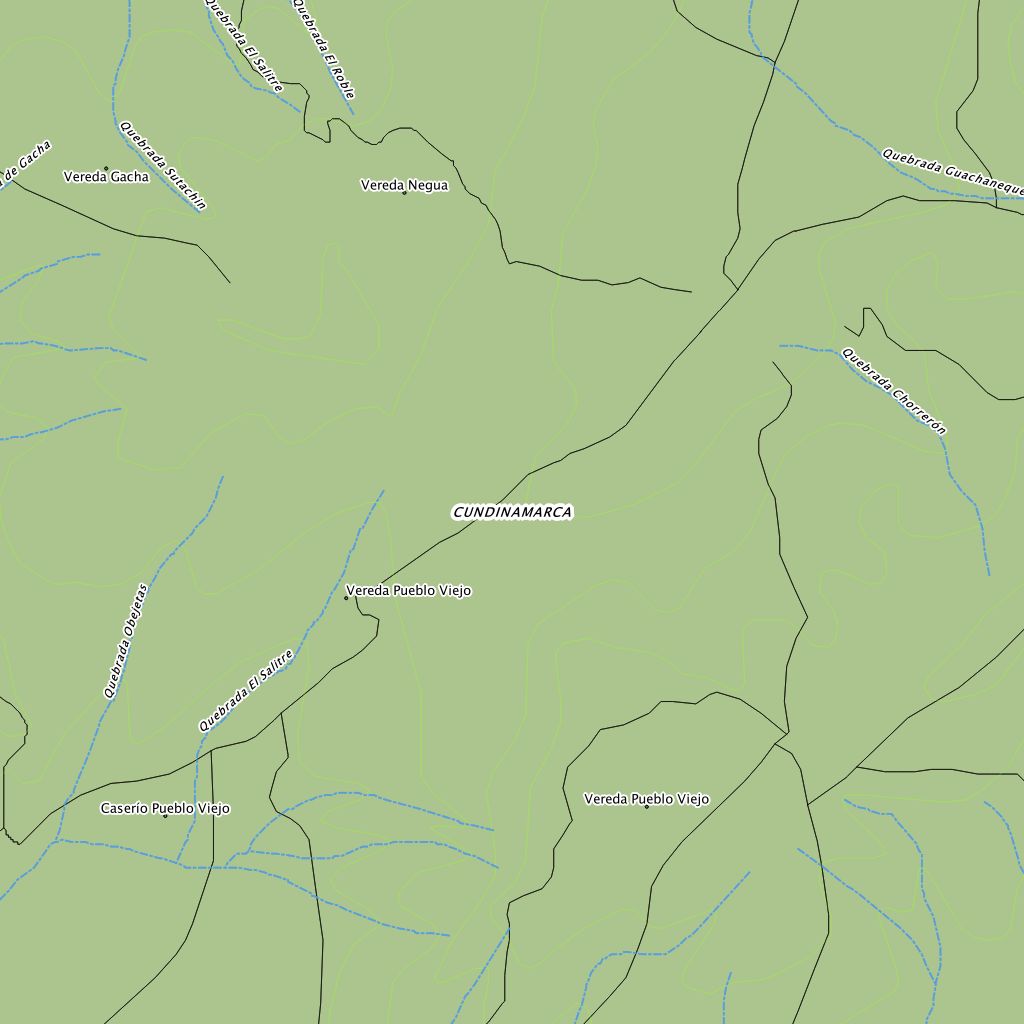 Quebrada El Salitre
Quebrada El Roble
Quebrada Sutachin
de Gacha
Vereda Gacha
Vereda Negua
Quebrada Guachaneque
Quebrada Chorrerón
CUNDINAMARCA
Vereda Pueblo Viejo
Quebrada Obejetas
Quebrada El Salitre
Caserío Pueblo Viejo
Vereda Pueblo Viejo